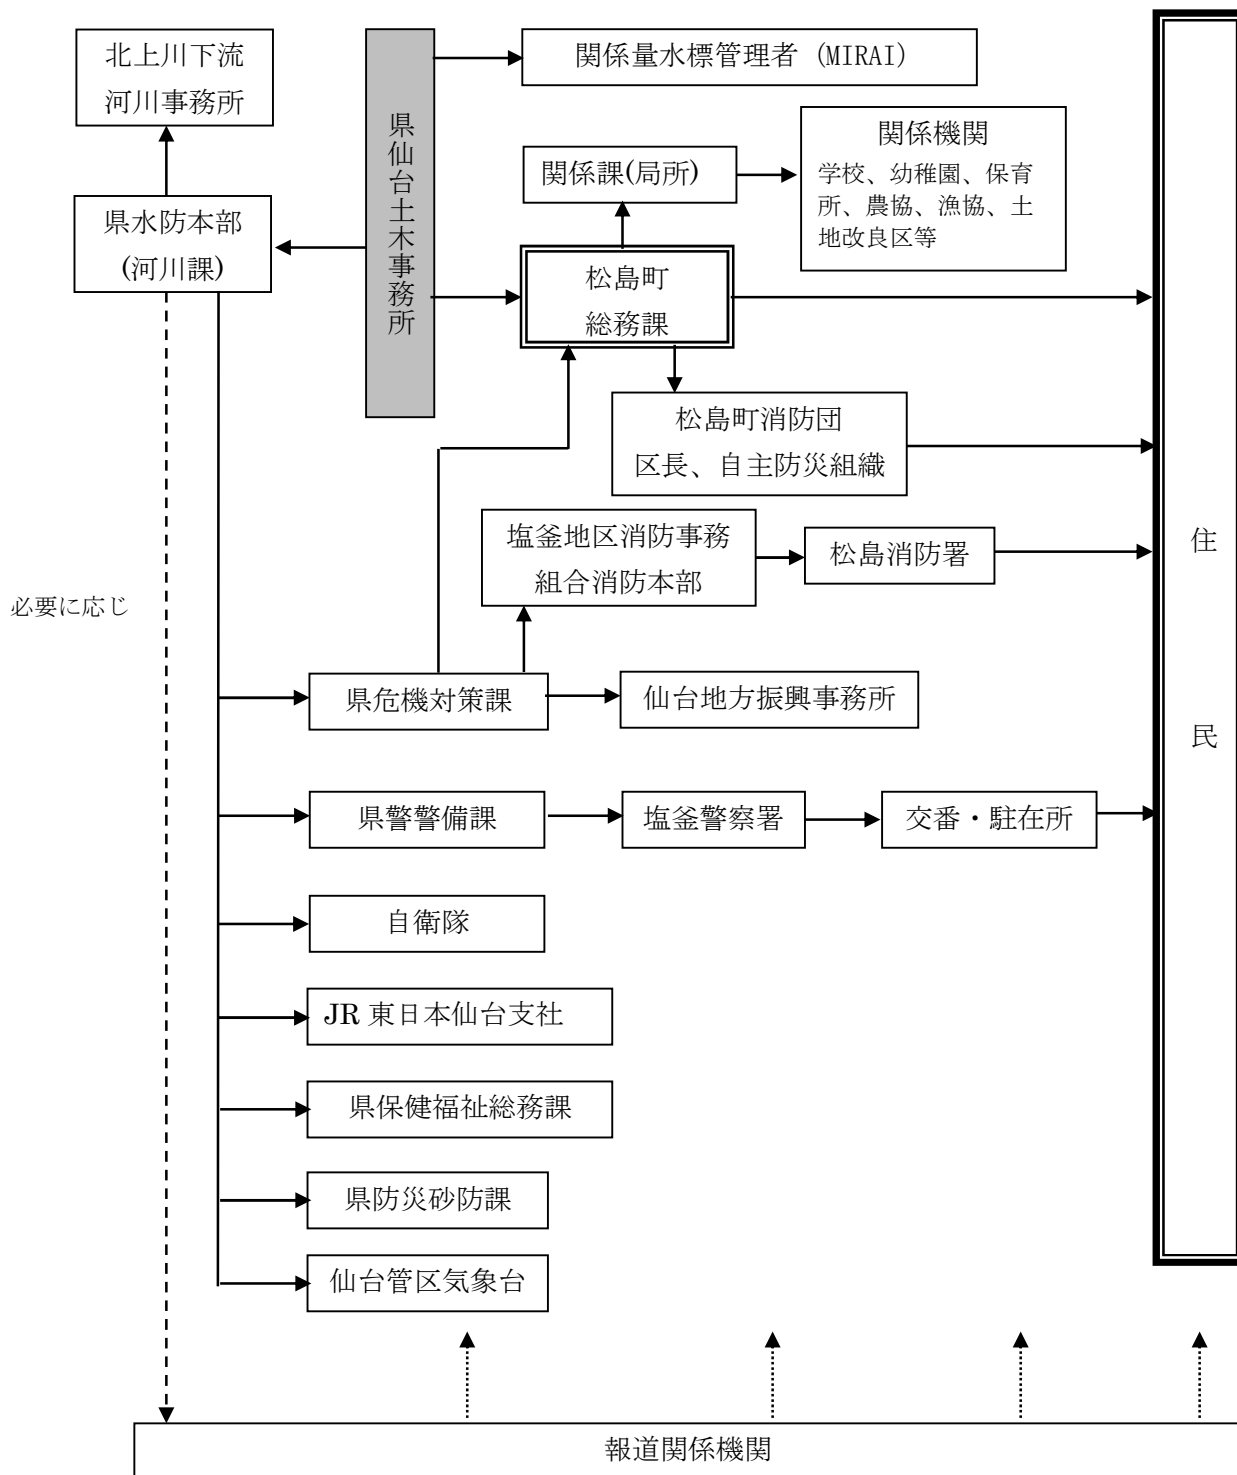 北上川下流
河川事務所
県仙台土木事務所
関係量水標管理者 (MIRAI)
関係機関
学校、幼稚園、保育
所、農協、漁協、土
地改良区等
関係課(局所)
県水防本部
(河川課)
松島町
総務課
松島町消防団
区長、自主防災組織
塩釜地区消防事務
組合消防本部
松島消防署
住民
必要に応じ
県危機対策課
仙台地方振興事務所
県警警備課
塩釜警察署
交番・駐在所
自衛隊
JR 東日本仙台支社
県保健福祉総務課
県防災砂防課
仙台管区気象台
報道関係機関